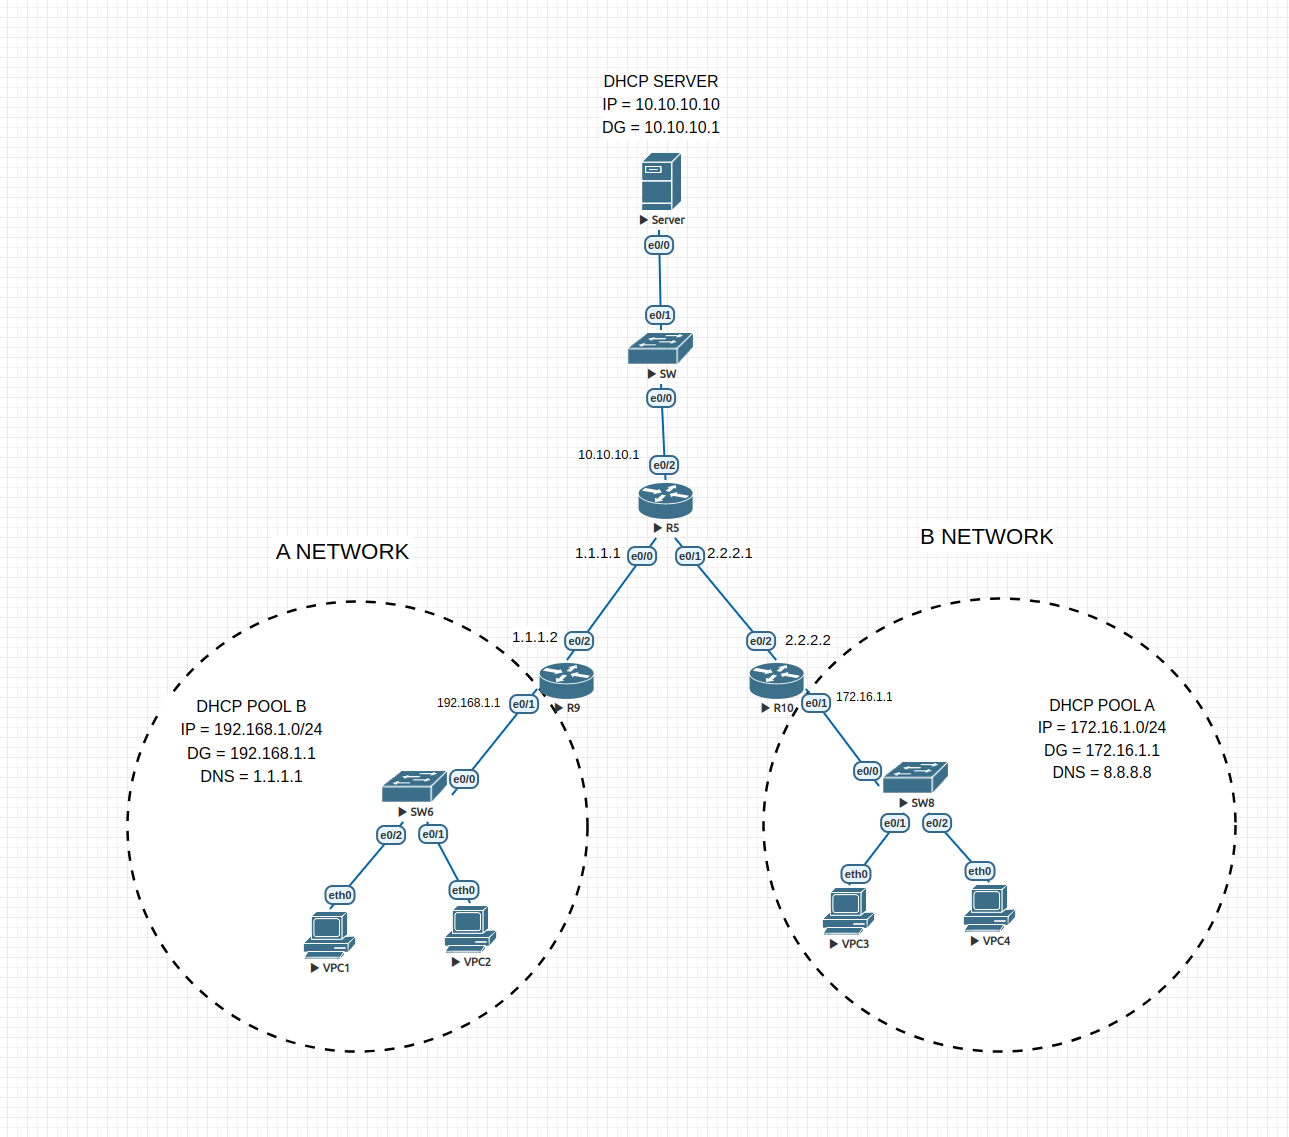 DHCP SERVER
IP = 10.10.10.10
DG = 10.10.10.1
Server
e0/0
e0/1
SW
e0/0
10.10.10.1
e0/2
R5
A NETWORK
B NETWORK
1.1.1.1
e0/0
e0/1
2.2.2.1
1.1.1.2
e0/2
e0/2
2.2.2.2
192.168.1.1
e0/1
R9
R10
e0/1
172.16.1.1
DHCP POOL B
IP = 192.168.1.0/24
DG = 192.168.1.1
DNS = 1.1.1.1
DHCP POOL A
IP = 172.16.1.0/24
DG = 172.16.1.1
DNS = 8.8.8.8
e0/0
SW6
e0/2
e0/1
eth0
eth0
VPC1
VPC2
e0/0
SW8
e0/1
e0/2
eth0
eth0
VPC3
VPC4